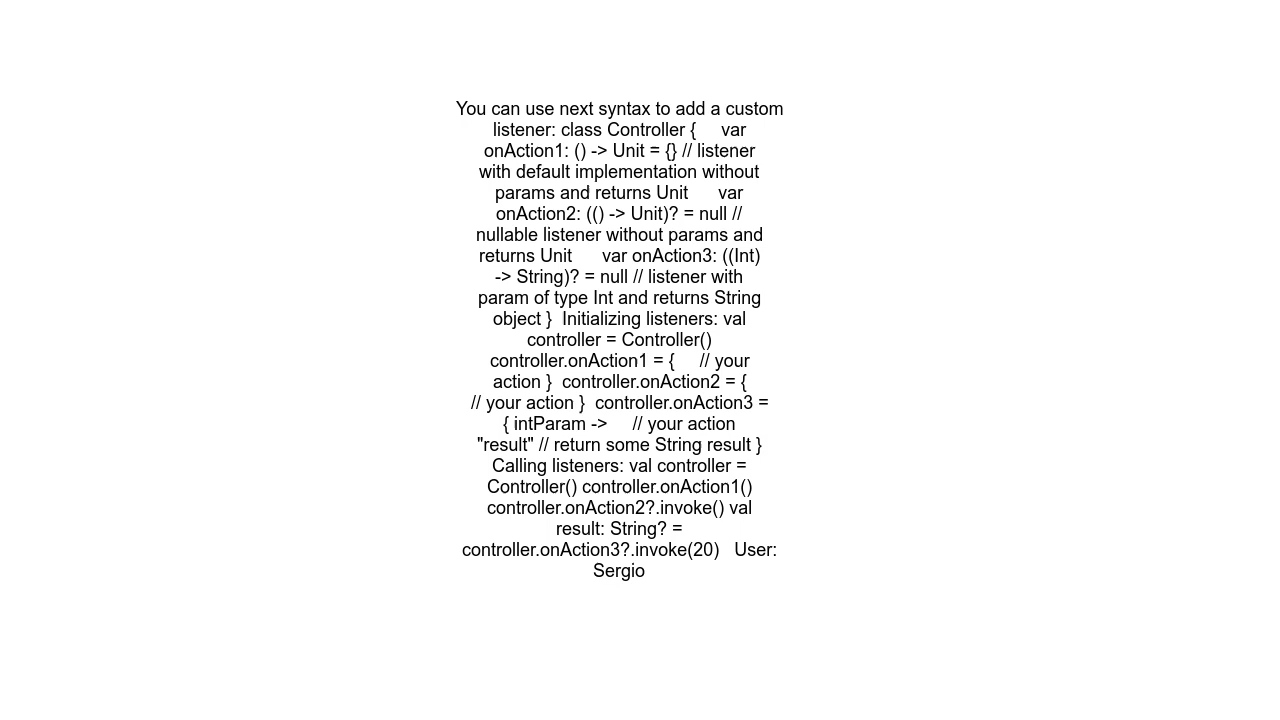 You can use next syntax to add a custom
listener: class Controller {     var
onAction1: () -> Unit = {} // listener
with default implementation without
params and returns Unit      var
onAction2: (() -> Unit)? = null //
nullable listener without params and
returns Unit      var onAction3: ((Int)
-> String)? = null // listener with
param of type Int and returns String
object }  Initializing listeners: val
controller = Controller()
controller.onAction1 = {     // your
action }  controller.onAction2 = {
// your action }  controller.onAction3 =
{ intParam ->     // your action
"result" // return some String result }
Calling listeners: val controller =
Controller() controller.onAction1()
controller.onAction2?.invoke() val
result: String? =
controller.onAction3?.invoke(20)   User:
Sergio